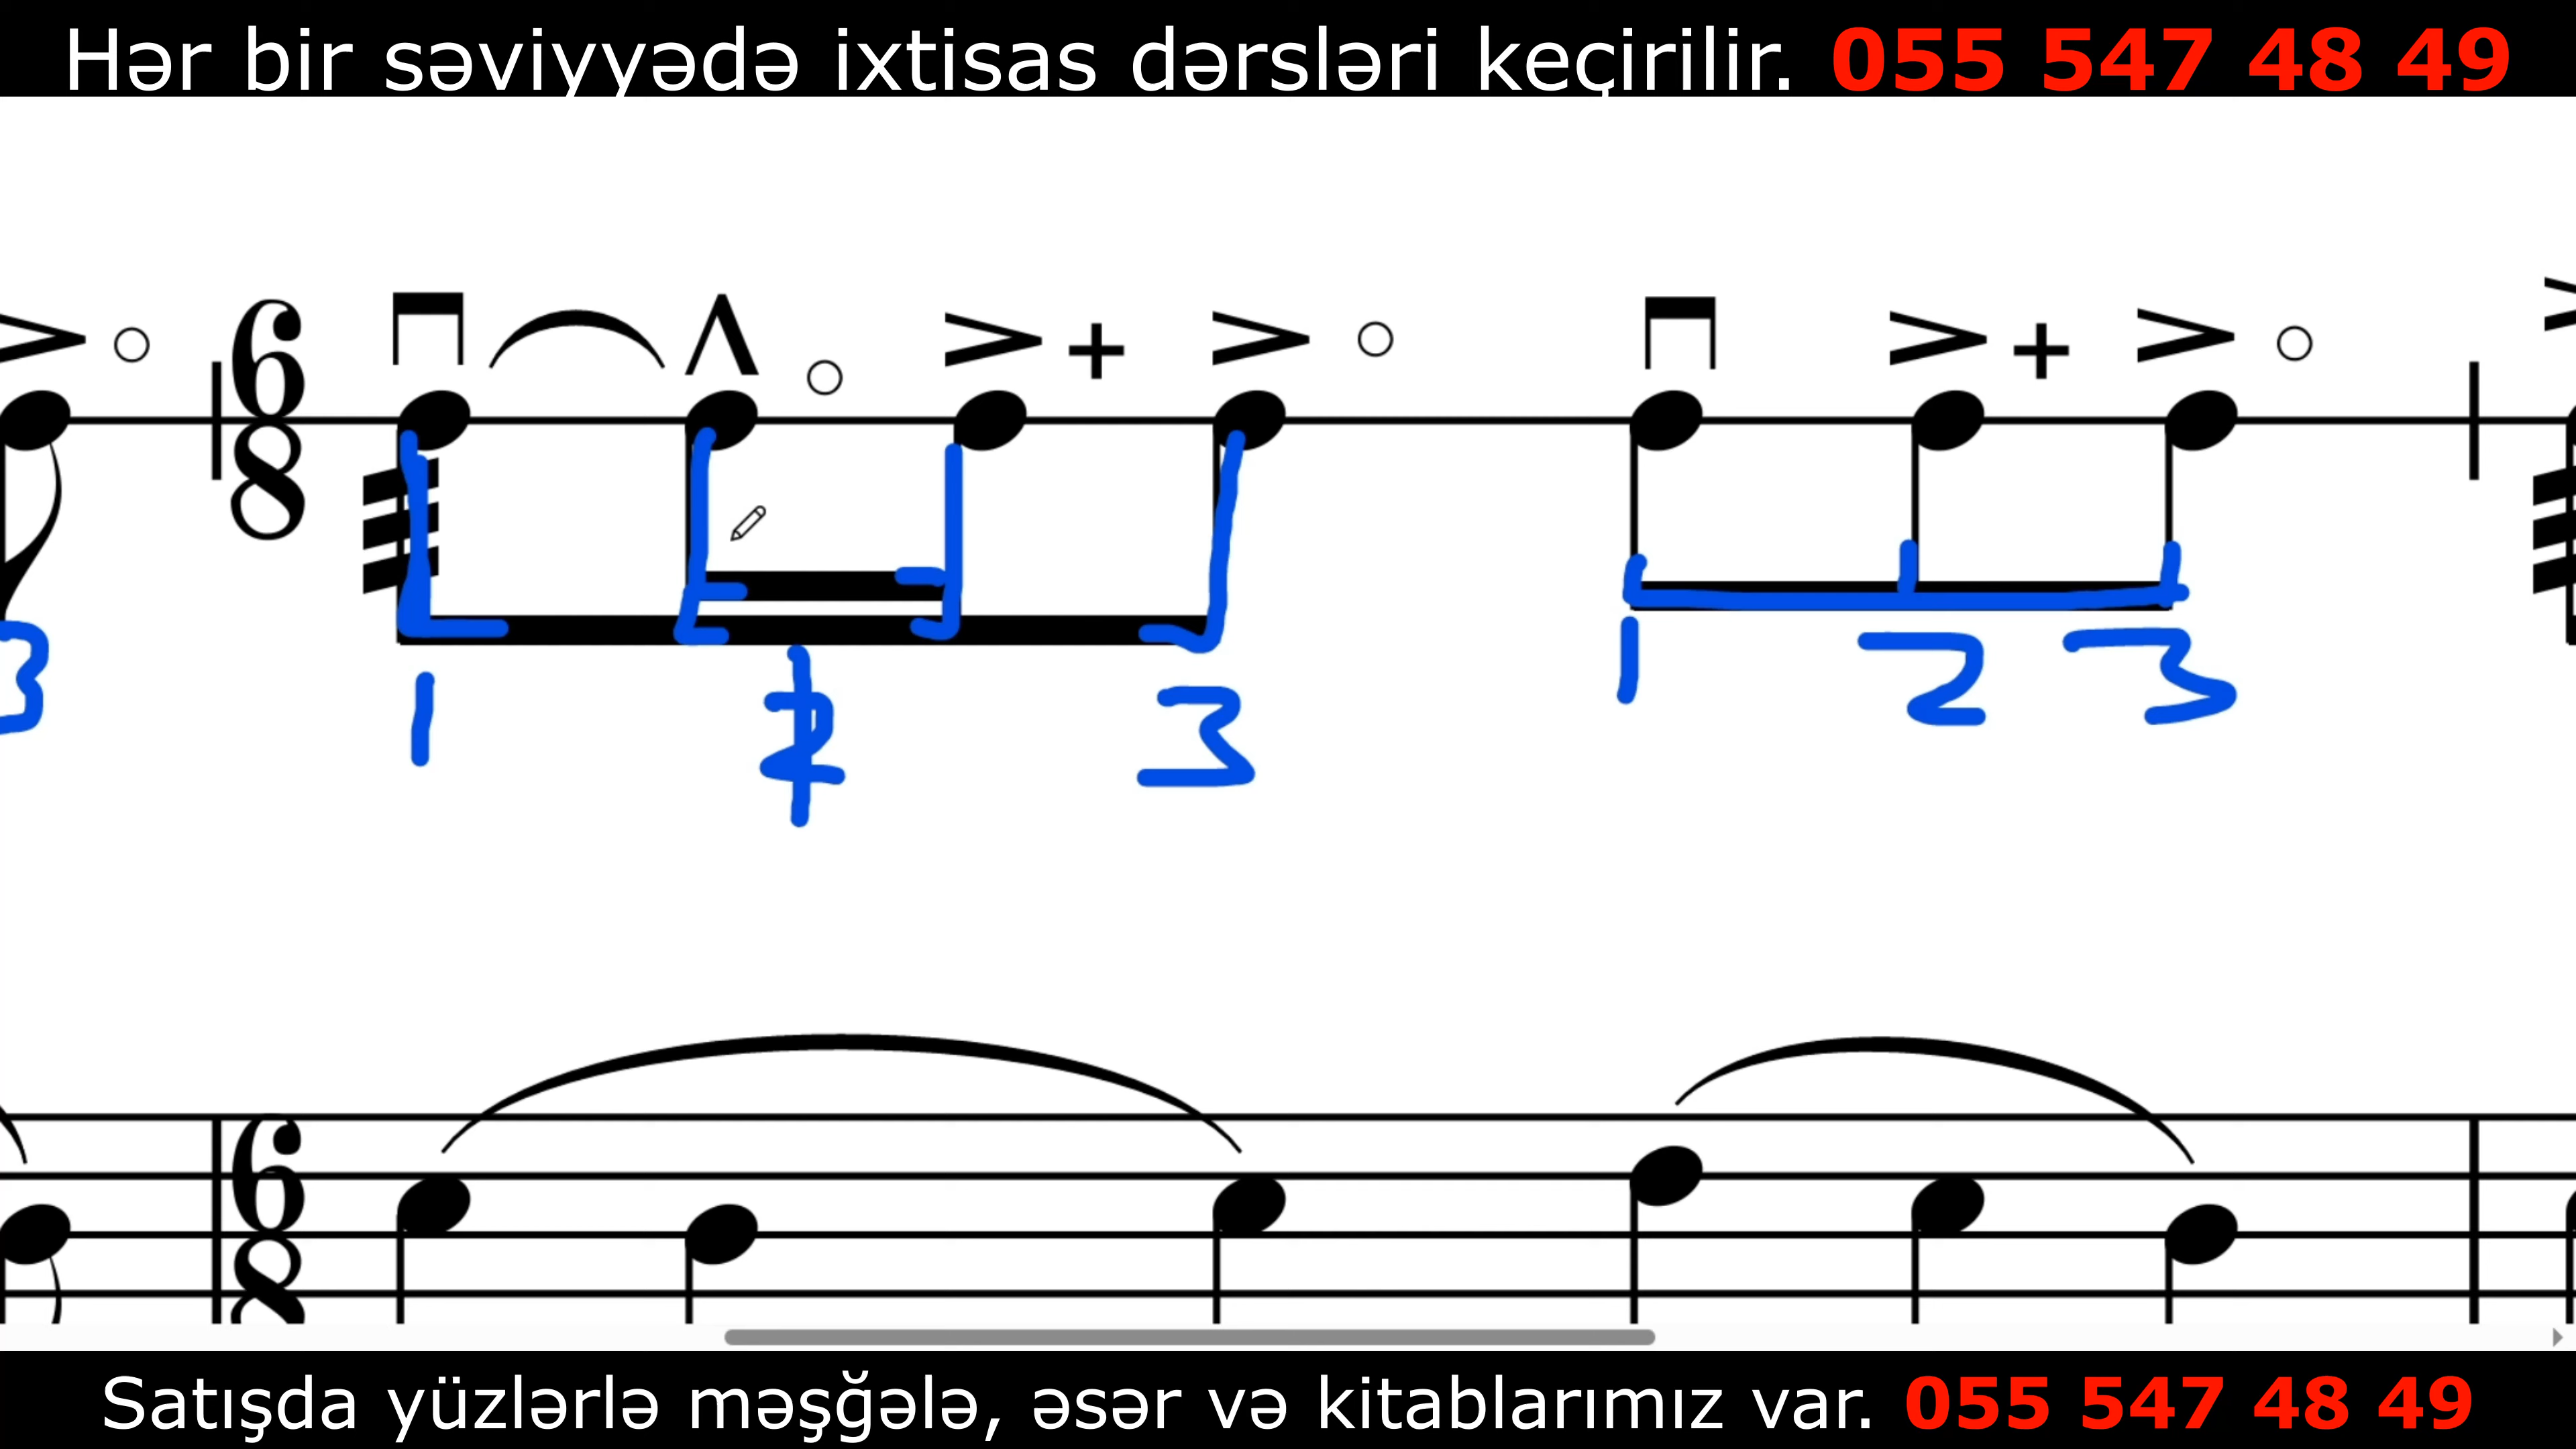 Hər bir səviyyədə ixtisas dərsləri keçirilir. 055 547 48 49
6
8
3 1 2 3 1 2 3
6
8
Satışda yüzlərlə məşğələ, əsər və kitablarımız var. 055 547 48 49